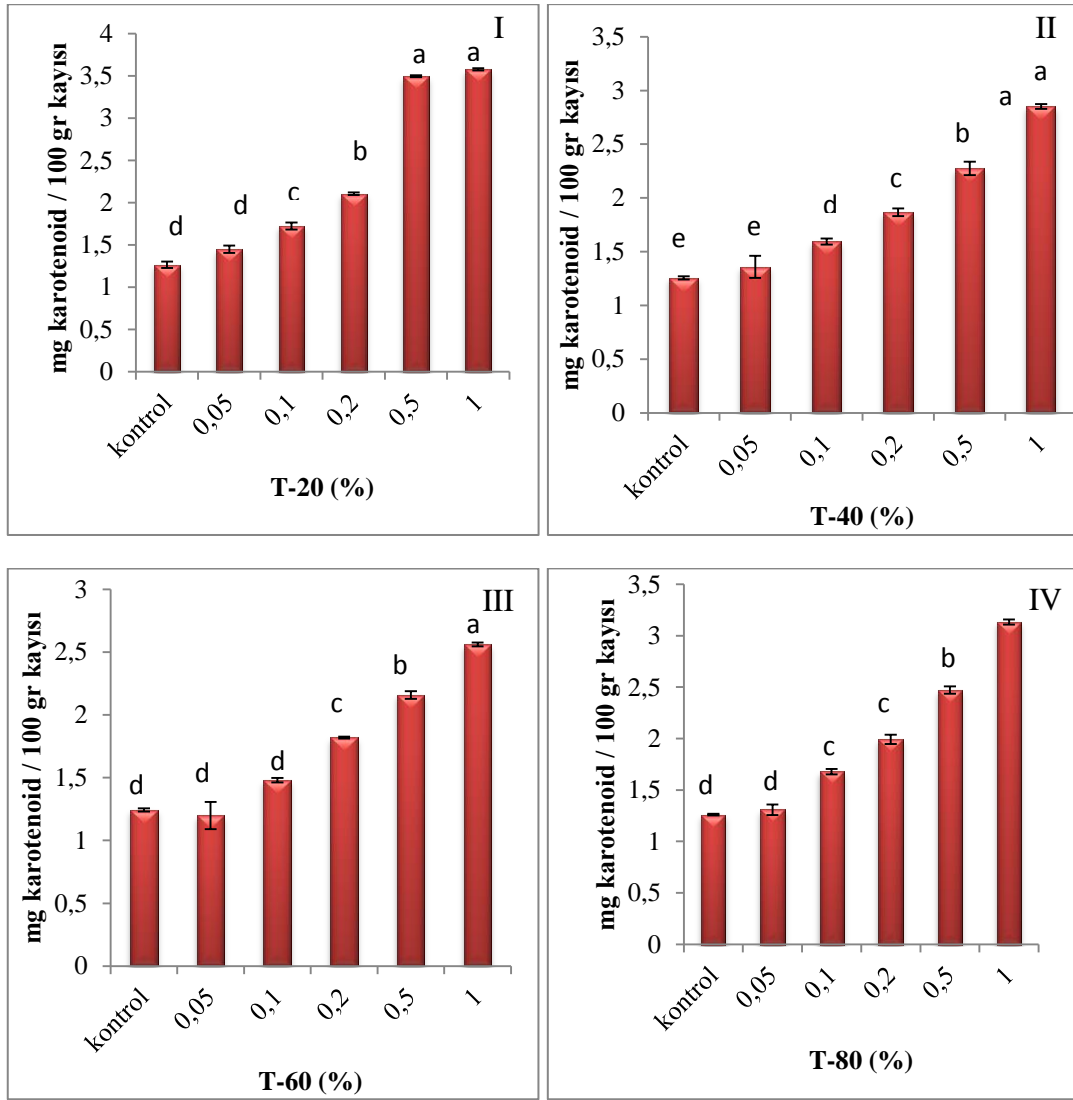 I
mg karotenoid / 100 gr kayısı
4
3,5
3
2,5
2
1,5
1
0,5
0
d
d
c
b
a
a
kontrol
0,05
0,1
0,2
0,5
1
T-20 (%)
II
mg karotenoid / 100 gr kayısı
3,5
3
2,5
2
1,5
1
0,5
0
e
e
d
c
b
a
a
kontrol
0,05
0,1
0,2
0,5
1
T-40 (%)
III
mg karotenoid / 100 gr kayısı
3
2,5
2
1,5
1
0,5
0
d
d
d
c
b
a
kontrol
0,05
0,1
0,2
0,5
1
T-60 (%)
IV
mg karotenoid / 100 gr kayısı
3,5
3
2,5
2
1,5
1
0,5
0
d
d
c
c
b
kontrol
0,05
0,1
0,2
0,5
1
T-80 (%)